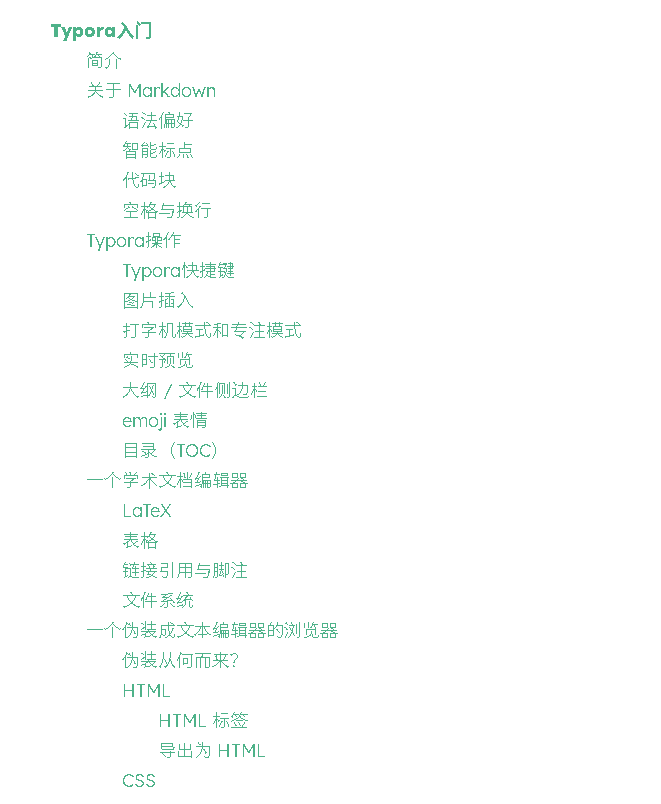 Typora入门
简介
关于 Markdown
语法偏好
智能标点
代码块
空格与换行
Typora操作
Typora快捷键
图片插入
打字机模式和专注模式
实时预览
大纲 / 文件侧边栏
emoji 表情
目录（TOC）
一个学术文档编辑器
LaTeX
表格
链接引用与脚注
文件系统
一个伪装成文本编辑器的浏览器
伪装从何而来？
HTML
HTML 标签
导出为 HTML
CSS